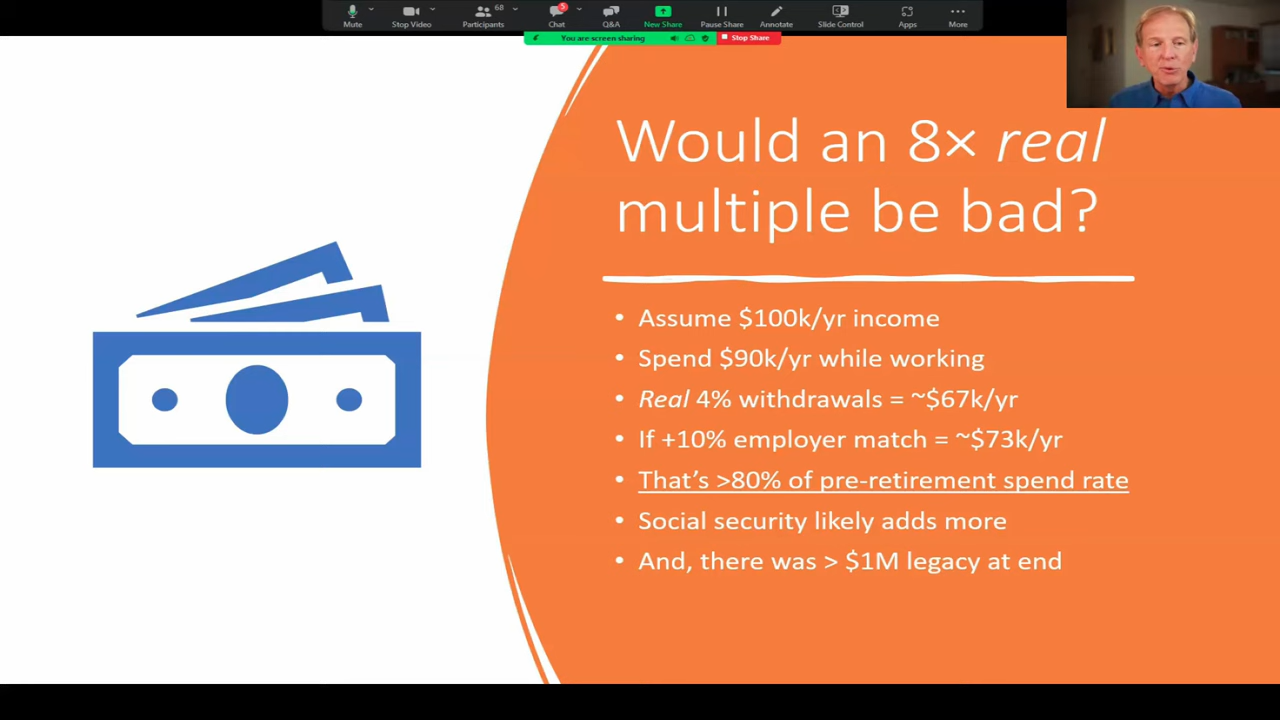 68
5
Mute
Stop Video
Participants
Chat
Q&A
New Share
Pause Share
Annotate
Slide Control
Apps
More
You are screen sharing
Stop Share
Would an 8× real
multiple be bad?
• Assume $100k/yr income
• Spend $90k/yr while working
• Real 4% withdrawals = ~$67k/yr
• If +10% employer match = ~$73k/yr
• That's >80% of pre-retirement spend rate
• Social security likely adds more
• And, there was > $1M legacy at end